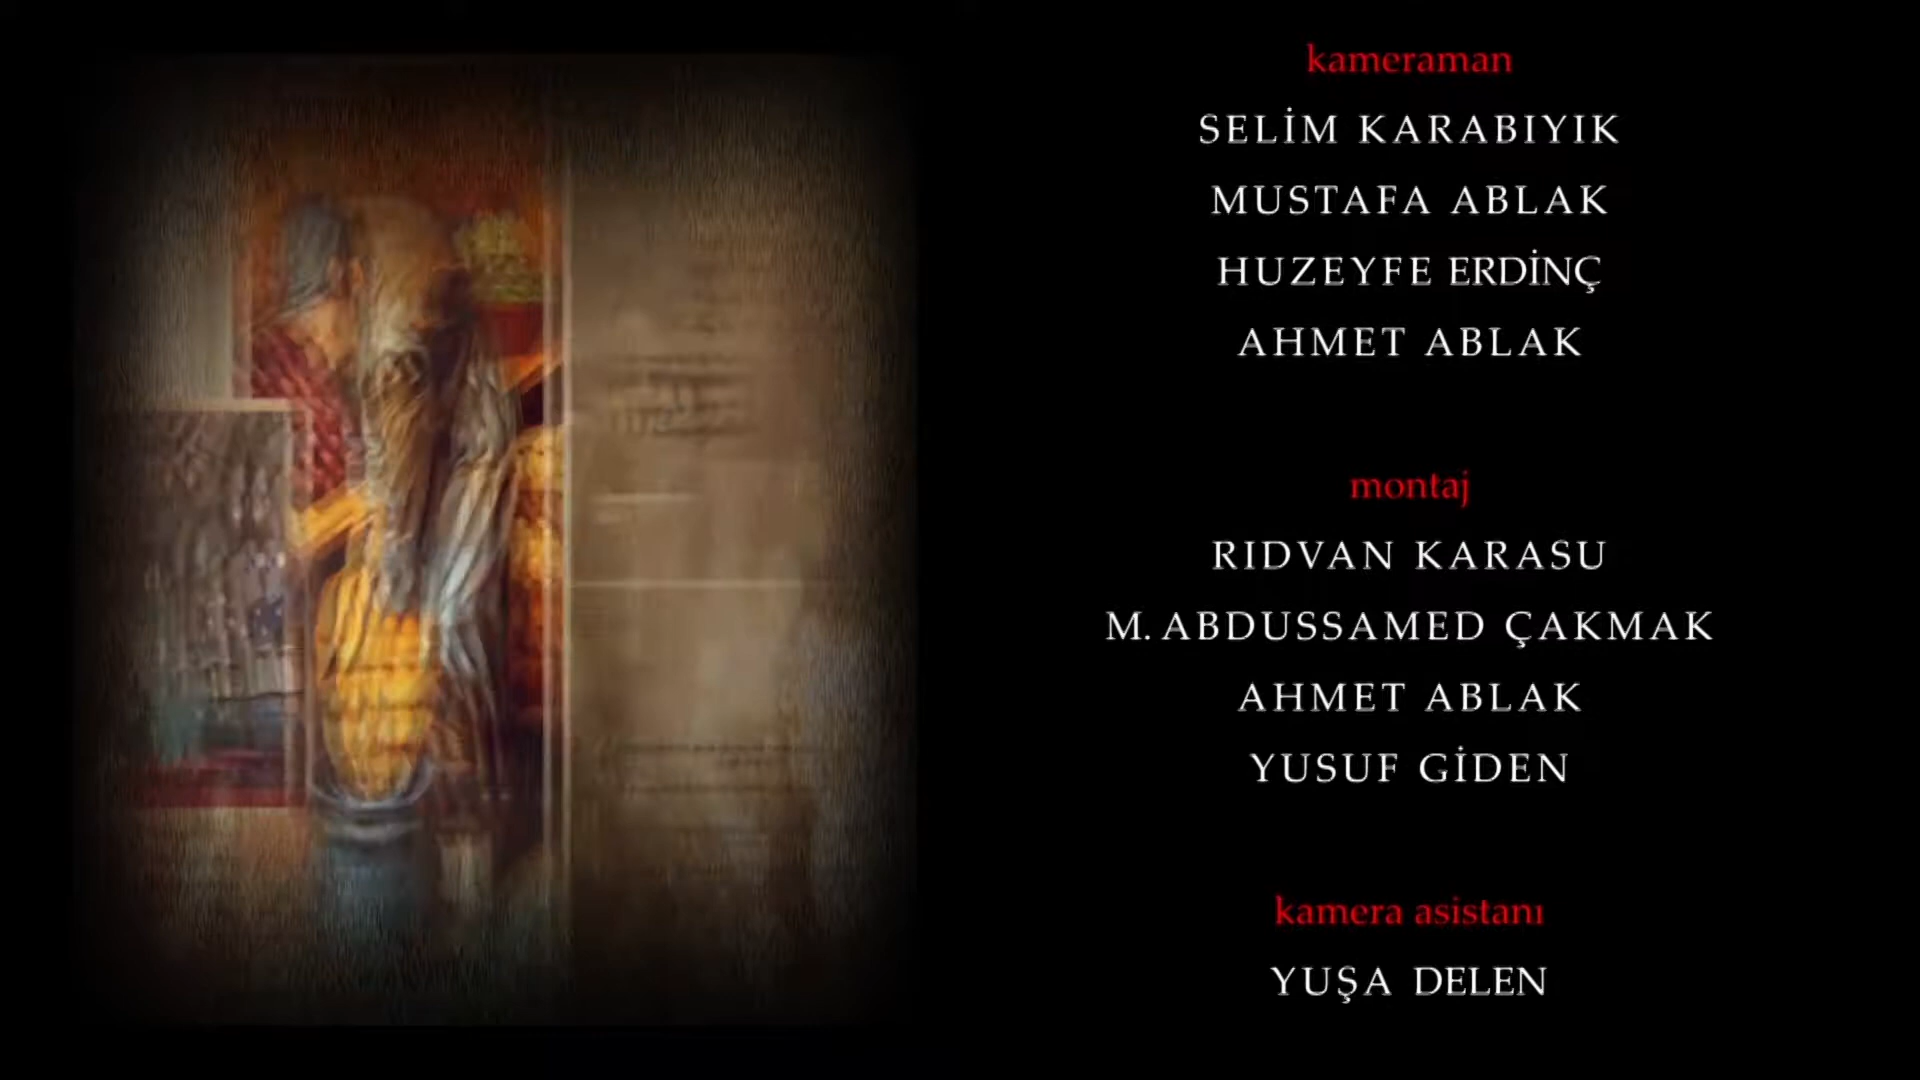 kameraman
SELİM KARABIYIK
MUSTAFA ABLAK
HUZEYFE ERDİNÇ
AHMET ABLAK
montaj
RIDVAN KARASU
M. ABDUSSAMED ÇAKMAK
AHMET ABLAK
YUSUF GİDEN
kamera asistanı
YUŞA DELEN